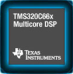 TMS320C66x
Multicore DSP
TEXAS
INSTRUMENTS